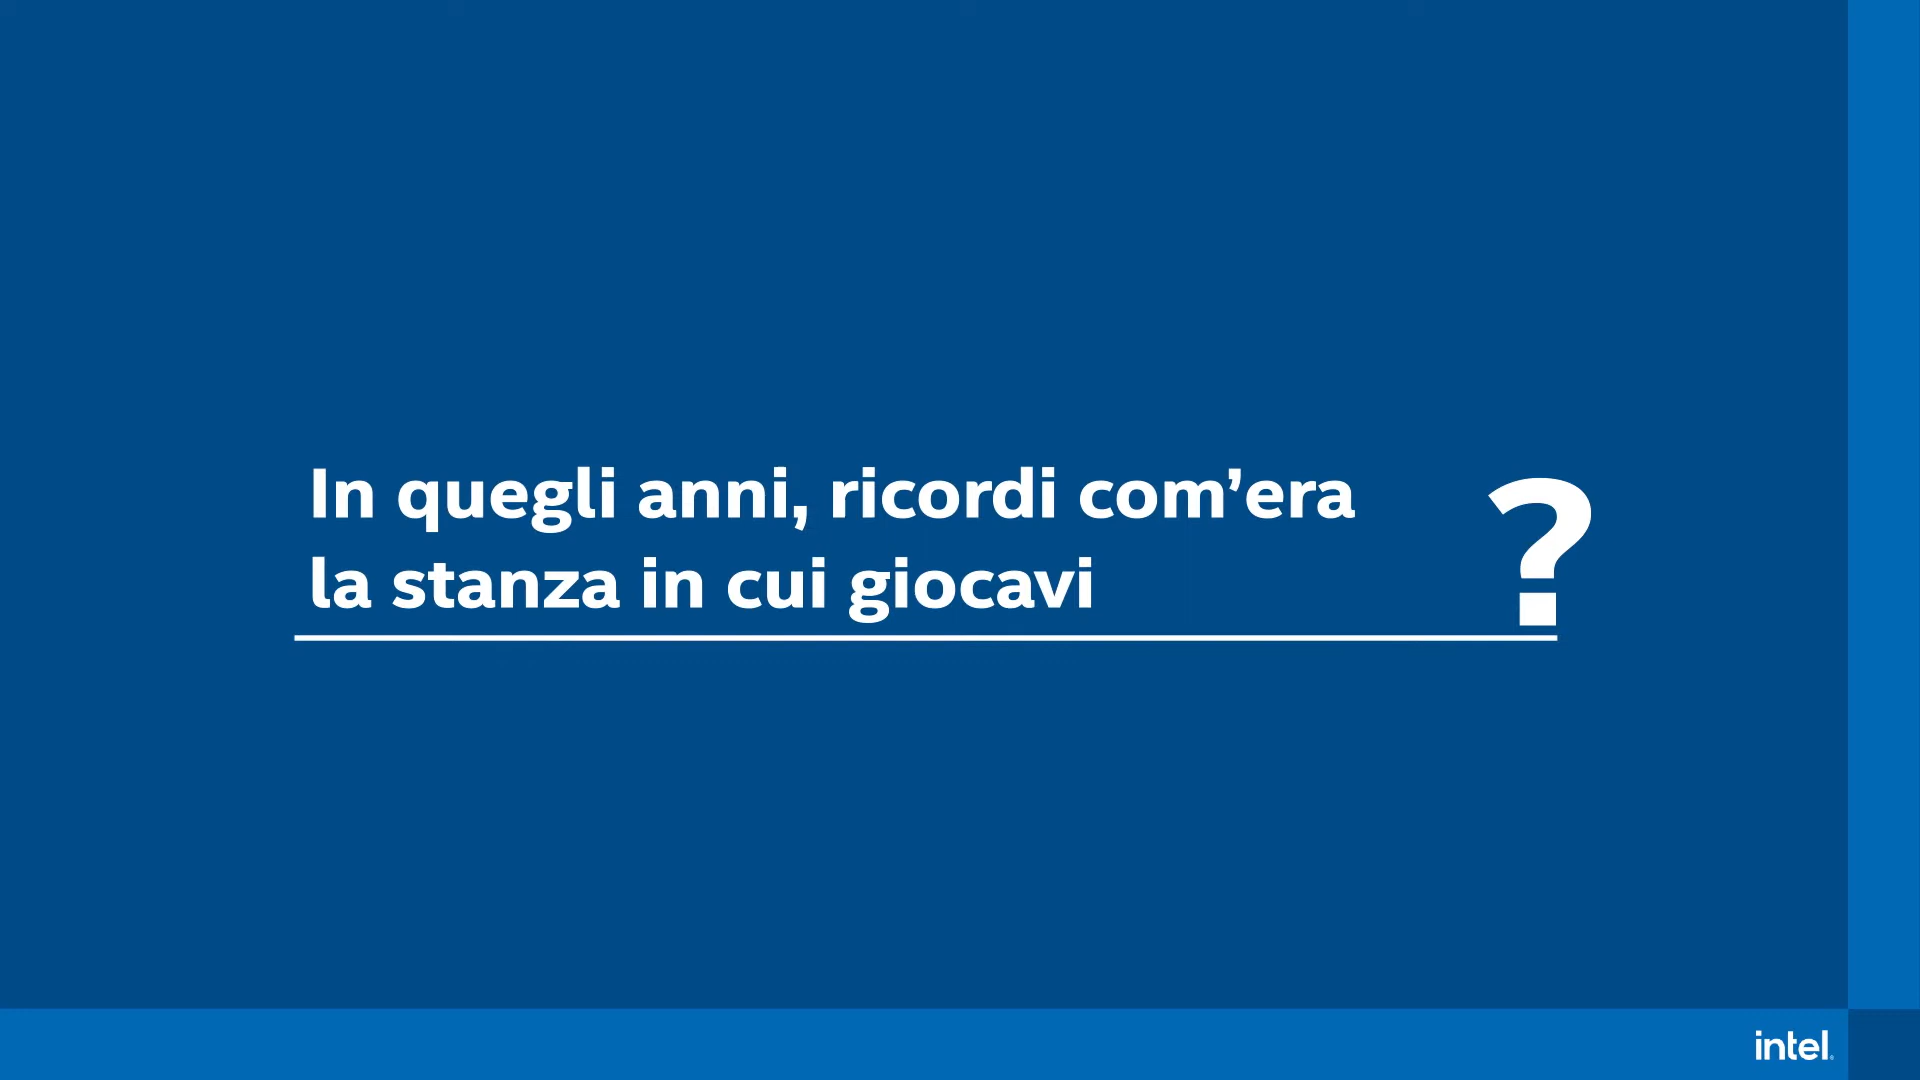 In quegli anni, ricordi com’era
la stanza in cui giocavi
?
intel.